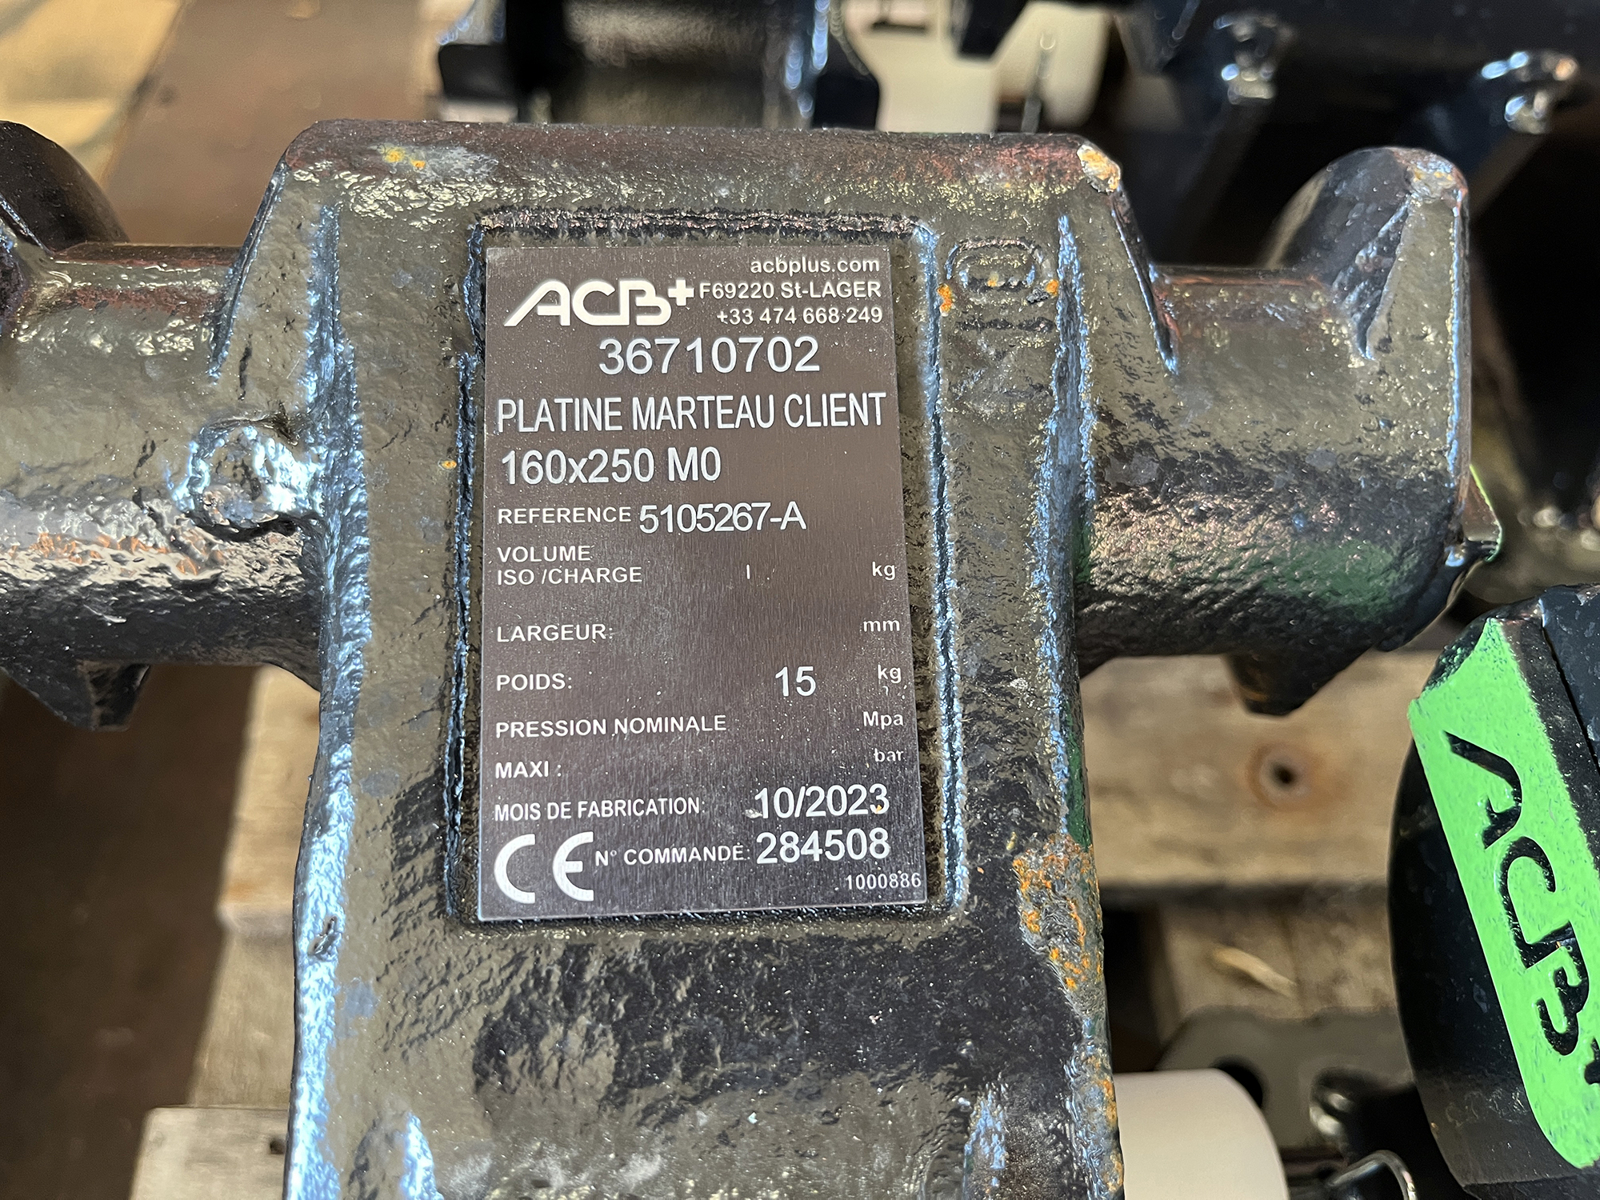 acbplus.com
ACB+ F69220 St-LAGER
+33 474 668 249
36710702
PLATINE MARTEAU CLIENT
160x250 M0
REFERENCE 5105267-A
VOLUME
ISO /CHARGE l kg
LARGEUR: mm
POIDS: 15 kg
PRESSION NOMINALE Mpa
MAXI : bar
MOIS DE FABRICATION: 10/2023
CE N° COMMANDE: 284508
1000886
ACB+